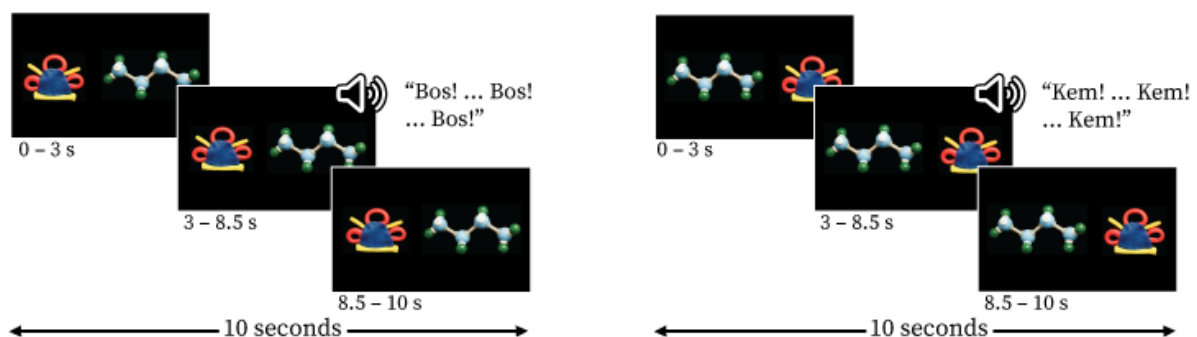 “Bos! ... Bos!
... Bos!”
0 – 3 s
3 – 8.5 s
8.5 – 10 s
10 seconds
“Kem! ... Kem!
... Kem!”
0 – 3 s
3 – 8.5 s
8.5 – 10 s
10 seconds